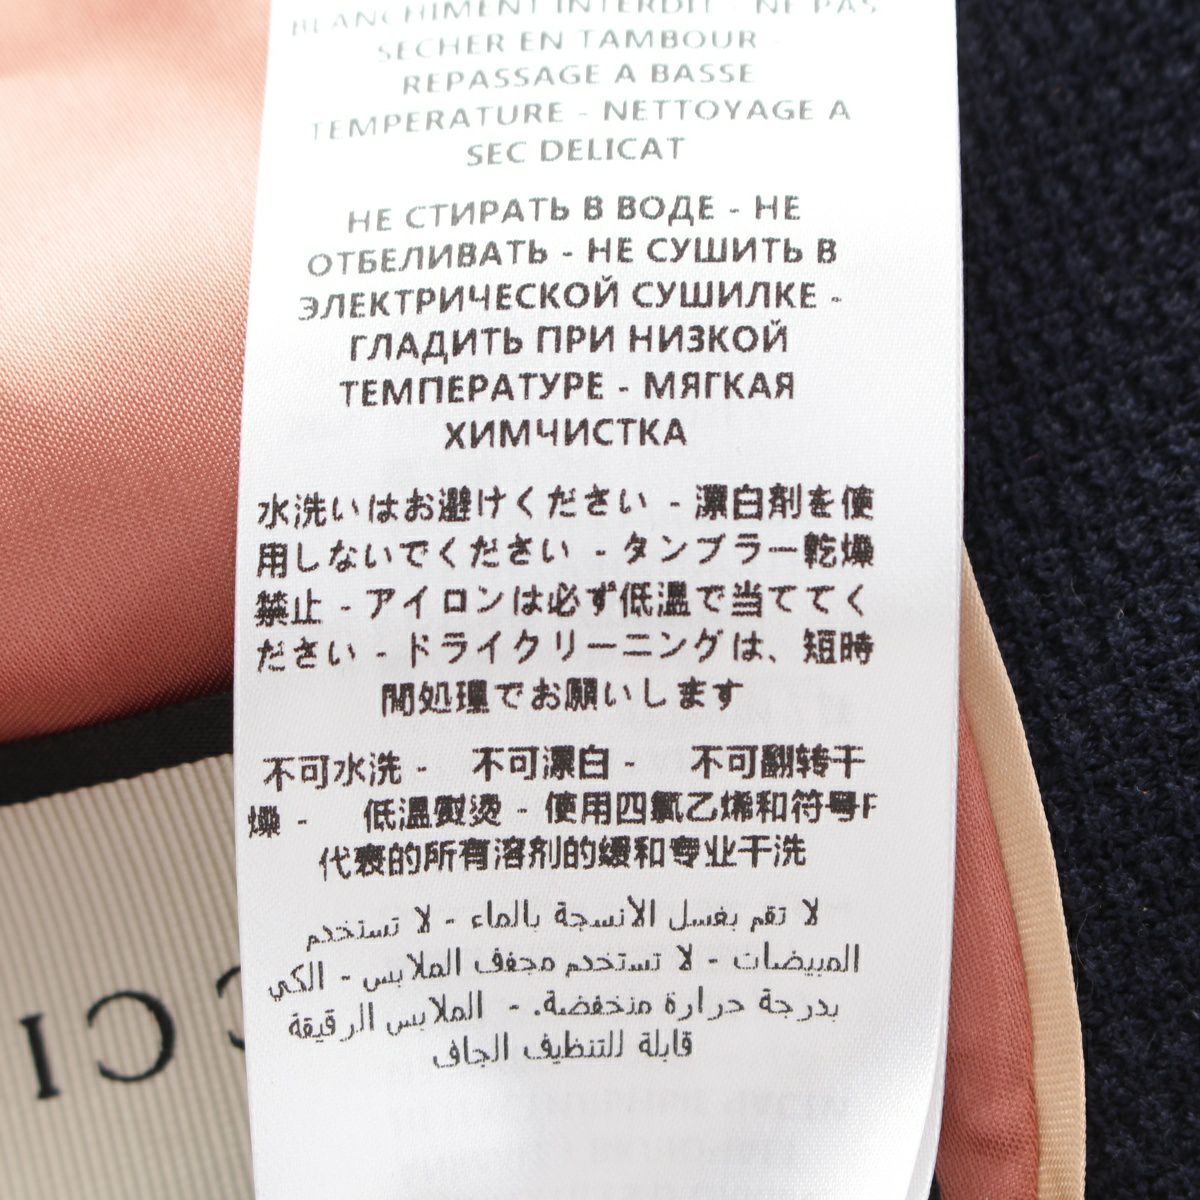 BLANCHIMENT INTERDIT - NE PAS
SECHER EN TAMBOUR -
REPASSAGE A BASSE
TEMPERATURE - NETTOYAGE A
SEC DELICAT
НЕ СТИРАТЬ В ВОДЕ - НЕ
ОТБЕЛИВАТЬ - НЕ СУШИТЬ В
ЭЛЕКТРИЧЕСКОЙ СУШИЛКЕ -
ГЛАДИТЬ ПРИ НИЗКОЙ
ТЕМПЕРАТУРЕ - МЯГКАЯ
ХИМЧИСТКА
水洗いはお避けください - 漂白剤を使
用しないでください - タンブラー乾燥
禁止 - アイロンは必ず低温で当ててく
ださい - ドライクリーニングは、短時
間処理でお願いします
不可水洗 - 不可漂白 - 不可翻转干
燥 - 低温熨烫 - 使用四氯乙烯和符号F
代表的所有溶剂的缓和专业干洗
لا تقم بغسل الأنسجة بالماء - لا تستخدم
المبيضات - لا تستخدم مجفف الملابس - الكي
بدرجة حرارة منخفضة. - الملابس الرقيقة
قابلة للتنظيف الجاف
CCI